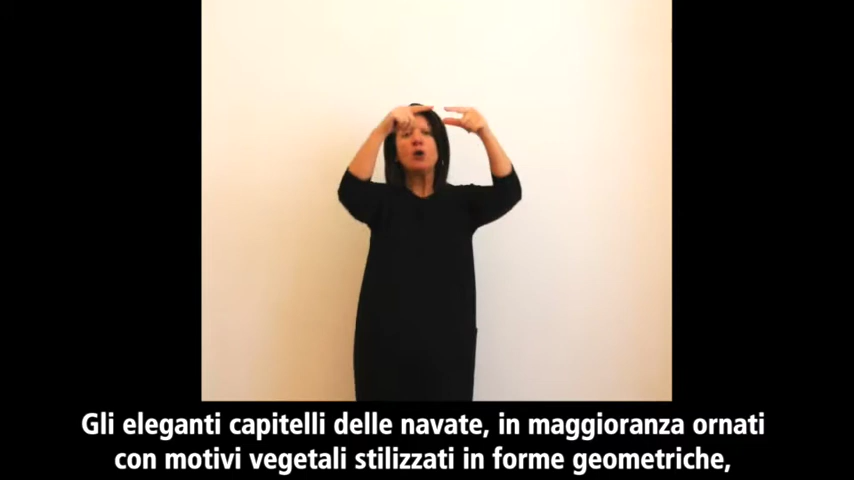 Gli eleganti capitelli delle navate, in maggioranza ornati
con motivi vegetali stilizzati in forme geometriche,